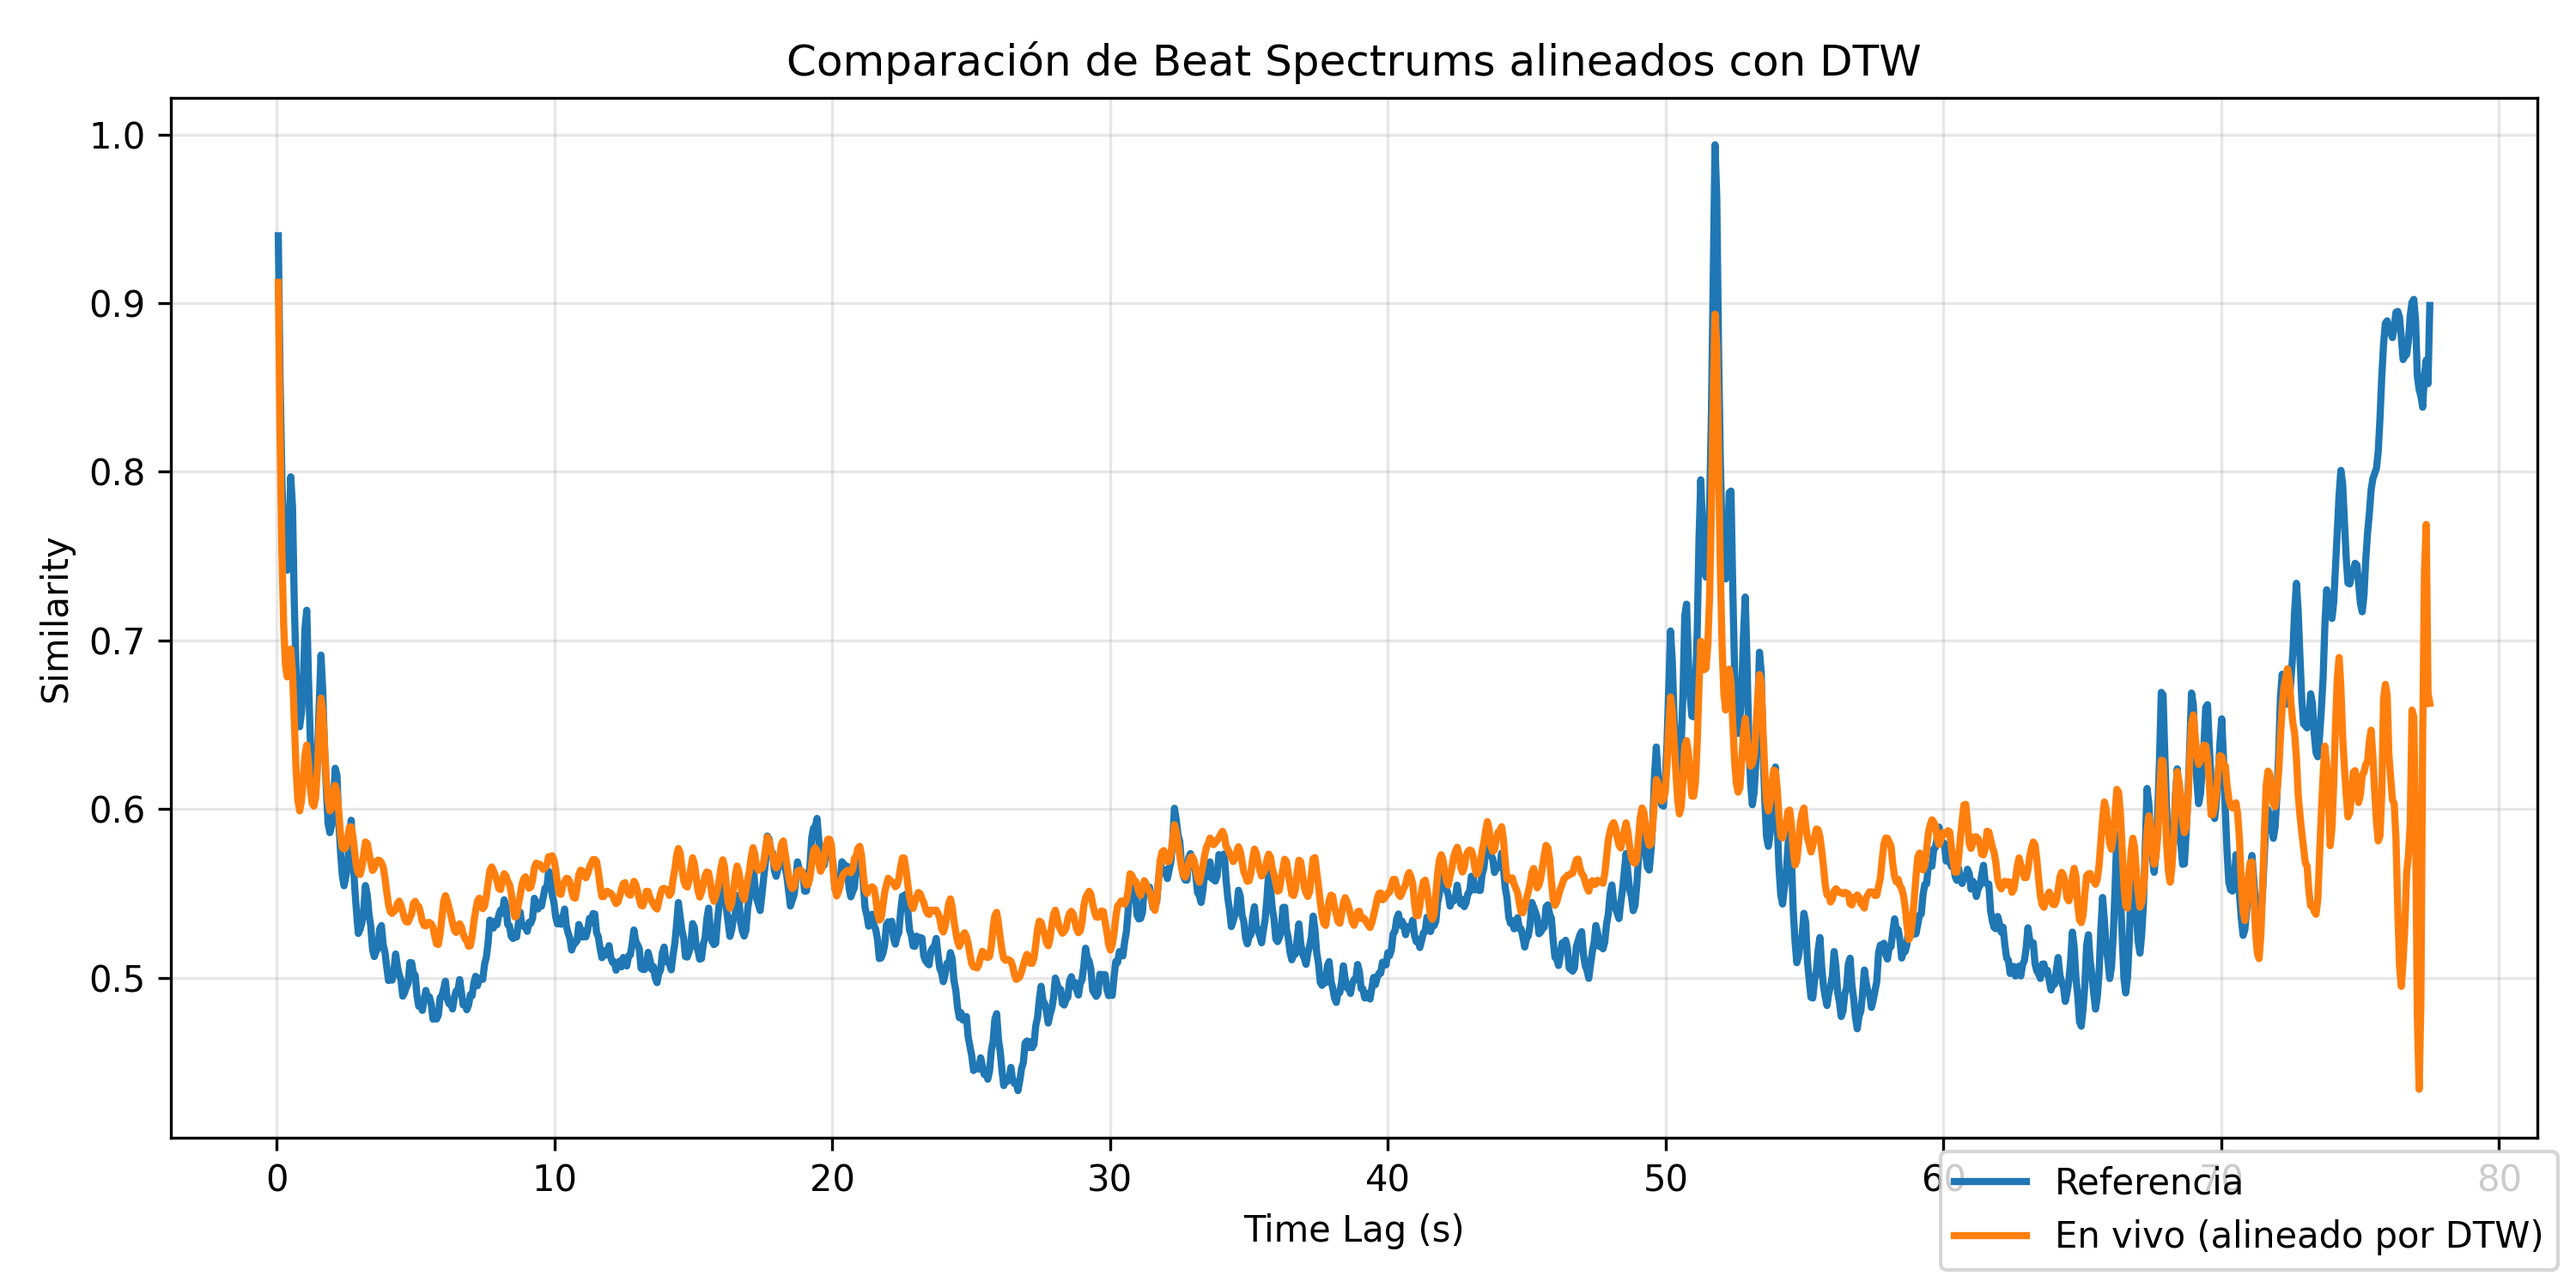 Comparación de Beat Spectrums alineados con DTW
1.0
0.9
0.8
0.7
0.6
0.5
Similarity
0 10 20 30 40 50 60 70 80
Time Lag (s)
Referencia
En vivo (alineado por DTW)